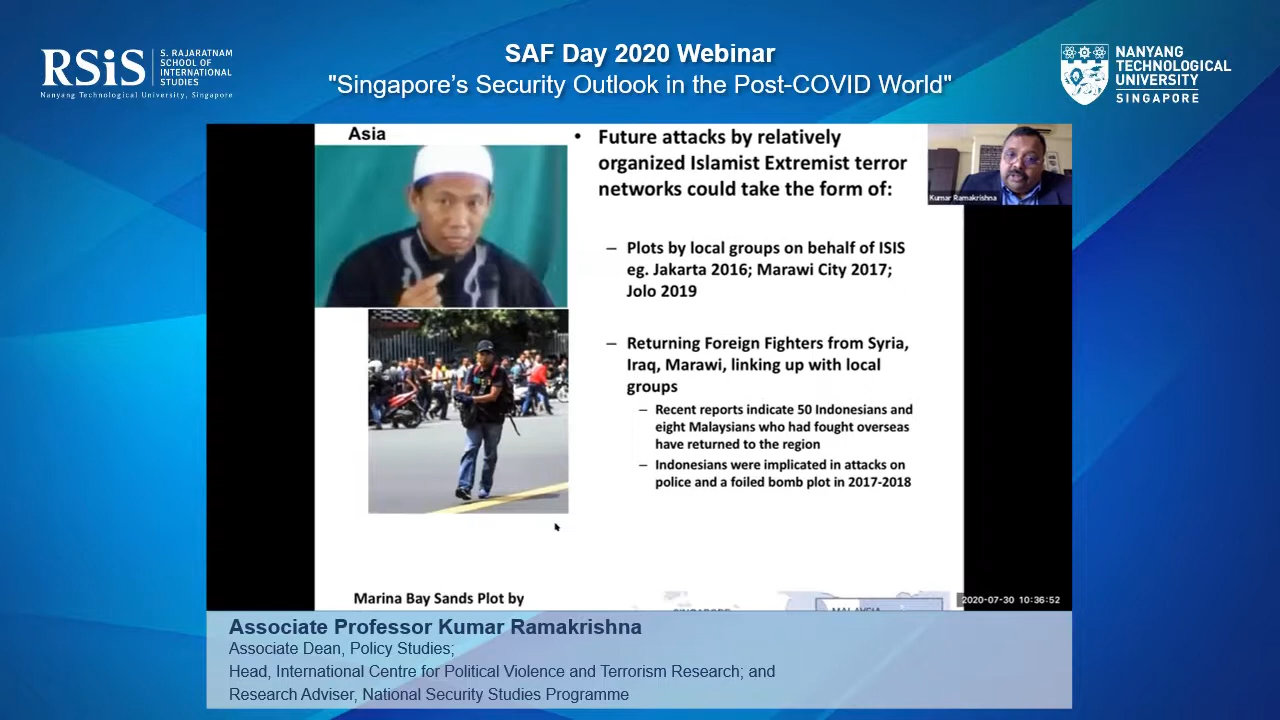 RSiS
S. RAJARATNAM
SCHOOL OF
INTERNATIONAL
STUDIES
Nanyang Technological University, Singapore
SAF Day 2020 Webinar
"Singapore's Security Outlook in the Post-COVID World"
NANYANG
TECHNOLOGICAL
UNIVERSITY
SINGAPORE
Asia
• Future attacks by relatively
organized Islamist Extremist terror
networks could take the form of:
– Plots by local groups on behalf of ISIS
eg. Jakarta 2016; Marawi City 2017;
Jolo 2019
– Returning Foreign Fighters from Syria,
Iraq, Marawi, linking up with local
groups
– Recent reports indicate 50 Indonesians and
eight Malaysians who had fought overseas
have returned to the region
– Indonesians were implicated in attacks on
police and a foiled bomb plot in 2017-2018
Kumar Ramakrishna
Marina Bay Sands Plot by
SINGAPORE
MALAYSIA
2020-07-30 10:36:52
Associate Professor Kumar Ramakrishna
Associate Dean, Policy Studies;
Head, International Centre for Political Violence and Terrorism Research; and
Research Adviser, National Security Studies Programme